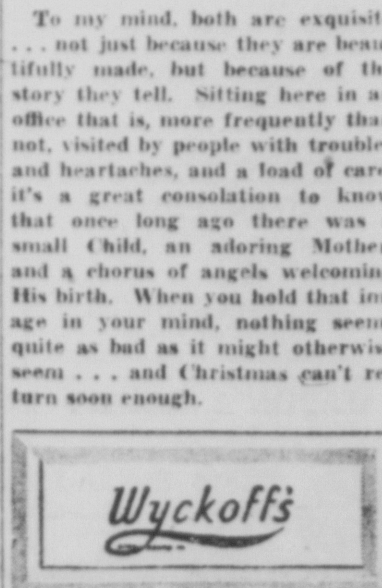 To my mind, both are exquisit
. . . not just because they are beau
tifully made, but because of th
story they tell. Sitting here in a
office that is, more frequently tha
not, visited by people with trouble
and heartaches, and a load of care
it's a great consolation to know
that once long ago there was
small Child, an adoring Mother
and a chorus of angels welcomin
His birth. When you hold that im
age in your mind, nothing seem
quite as bad as it might otherwis
seem . . . and Christmas can't re
turn soon enough.
Wyckoff's